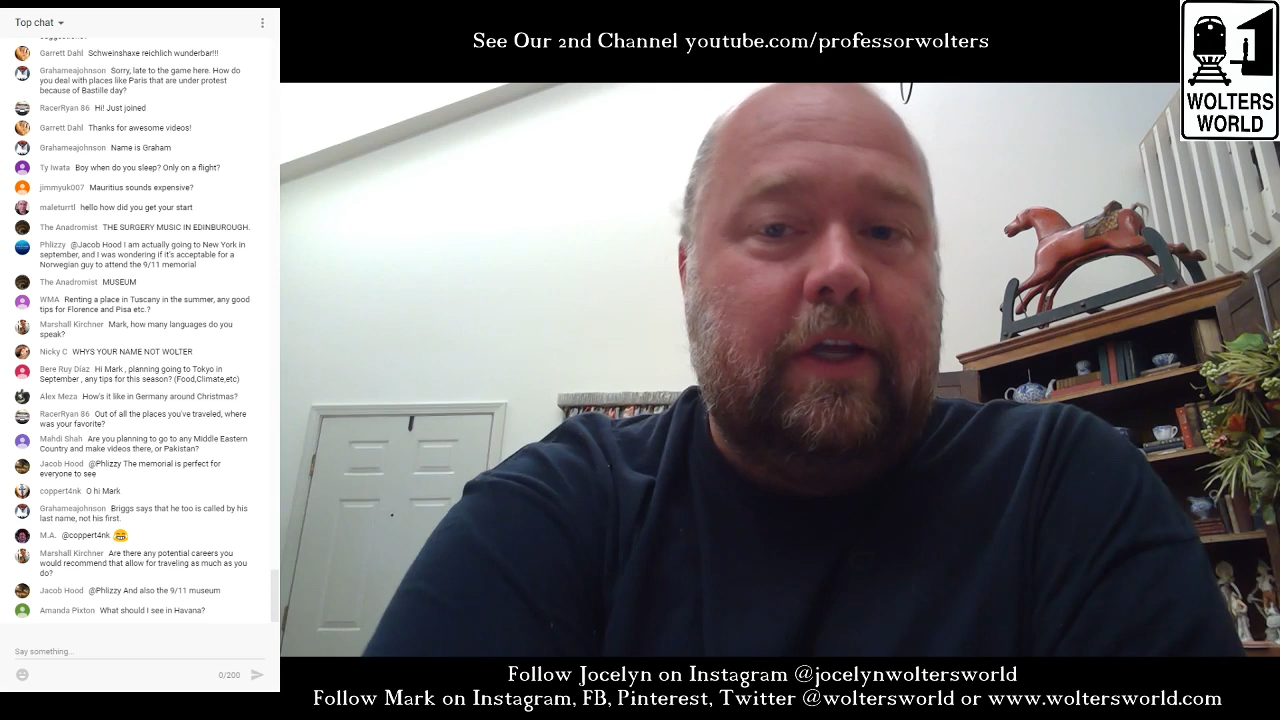 Top chat
Garrett Dahl Schweinshaxe reichlich wunderbar!!!
Grahameajohnson Sorry, late to the game here. How do
you deal with places like Paris that are under protest
because of Bastille day?
RacerRyan 86 Hi! Just joined
Garrett Dahl Thanks for awesome videos!
Grahameajohnson Name is Graham
Ty Iwata Boy when do you sleep? Only on a flight?
jimmyuk007 Mauritius sounds expensive?
maleturrtl hello how did you get your start
The Anadromist THE SURGERY MUSIC IN EDINBUROUGH.
Phlizzy @Jacob Hood I am actually going to New York in
september, and I was wondering if it's acceptable for a
Norwegian guy to attend the 9/11 memorial
The Anadromist MUSEUM
WMA Renting a place in Tuscany in the summer, any good
tips for Florence and Pisa etc.?
Marshall Kirchner Mark, how many languages do you
speak?
Nicky C WHYS YOUR NAME NOT WOLTER
Bere Ruy Diaz Hi Mark , planning going to Tokyo in
September , any tips for this season? (Food,Climate,etc)
Alex Meza How's it like in Germany around Christmas?
RacerRyan 86 Out of all the places you've traveled, where
was your favorite?
Mahdi Shah Are you planning to go to any Middle Eastern
Country and make videos there, or Pakistan?
Jacob Hood @Phlizzy The memorial is perfect for
everyone to see
coppert4nk O hi Mark
Grahameajohnson Briggs says that he too is called by his
last name, not his first.
M.A. @coppert4nk 😁
Marshall Kirchner Are there any potential careers you
would recommend that allow for traveling as much as you
do?
Jacob Hood @Phlizzy And also the 9/11 museum
Amanda Pixton What should I see in Havana?
Say something...
0/200
See Our 2nd Channel youtube.com/professorwolters
WOLTERS
WORLD
Follow Jocelyn on Instagram @jocelynwoltersworld
Follow Mark on Instagram, FB, Pinterest, Twitter @woltersworld or www.woltersworld.com